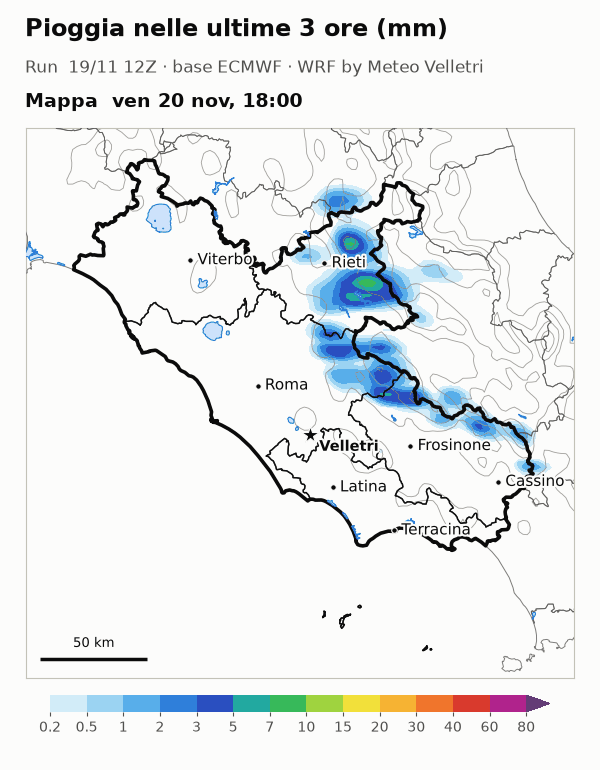 Pioggia nelle ultime 3 ore (mm)
Run  19/11 12Z · base ECMWF · WRF by Meteo Velletri
Mappa  ven 20 nov, 18:00
Viterbo
Rieti
Roma
Velletri
Frosinone
Latina
Cassino
Terracina
50 km
0.2 0.5 1 2 3 5 7 10 15 20 30 40 60 80